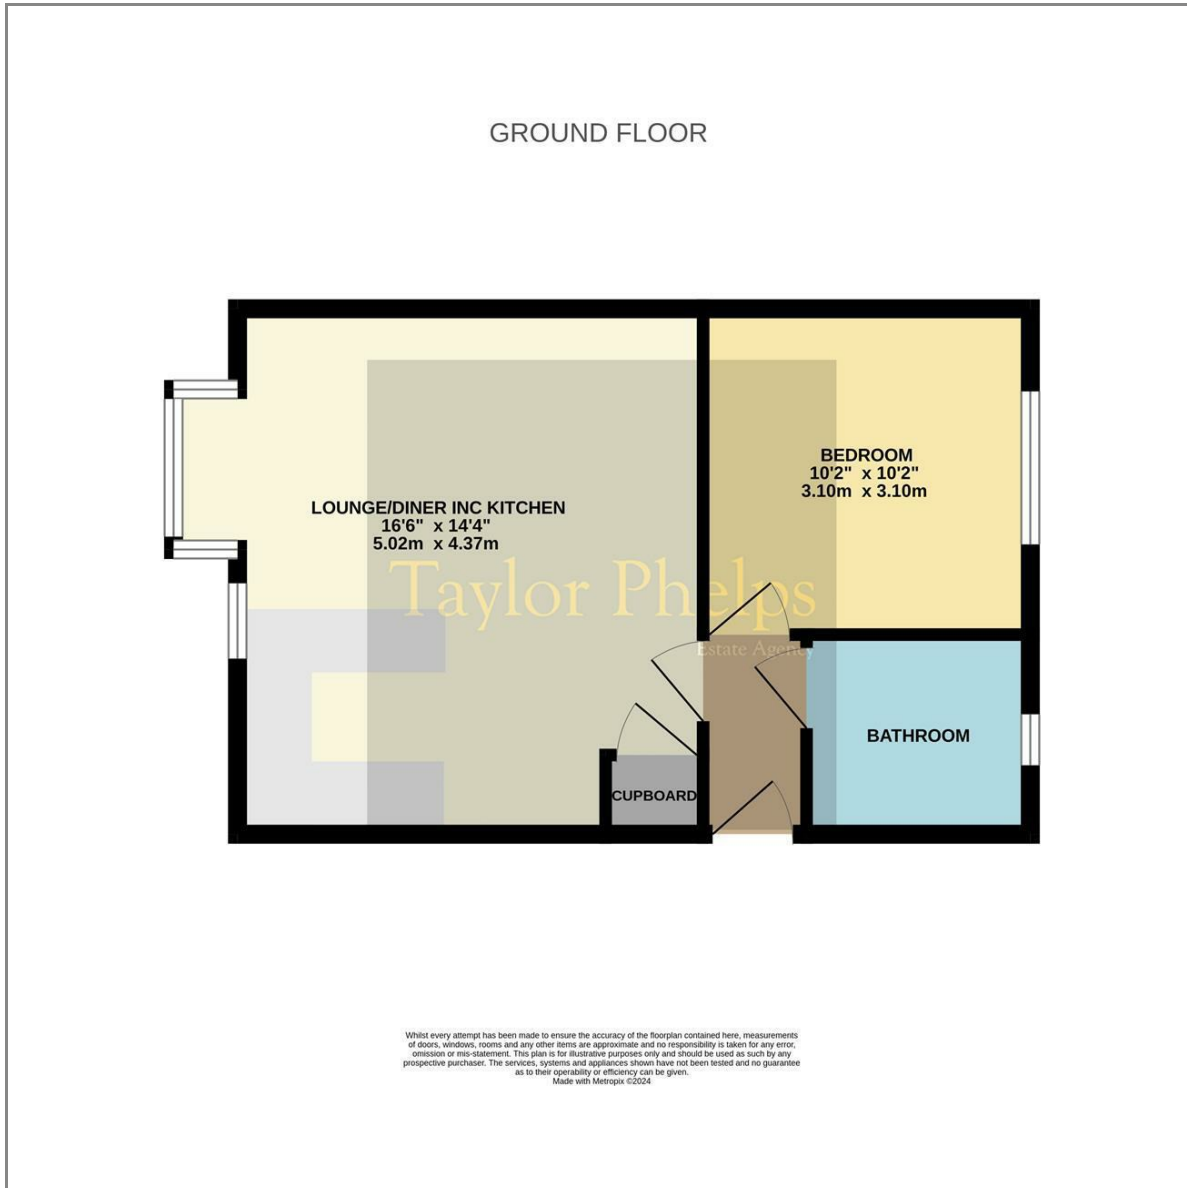 GROUND FLOOR
LOUNGE/DINER INC KITCHEN
16'6" x 14'4"
5.02m x 4.37m
BEDROOM
10'2" x 10'2"
3.10m x 3.10m
Taylor Phelps
Estate Agency
BATHROOM
CUPBOARD
Whilst every attempt has been made to ensure the accuracy of the floorplan contained here, measurements
of doors, windows, rooms and any other items are approximate and no responsibility is taken for any error,
omission or mis-statement. This plan is for illustrative purposes only and should be used as such by any
prospective purchaser. The services, systems and appliances shown have not been tested and no guarantee
as to their operability or efficiency can be given.
Made with Metropix ©2024